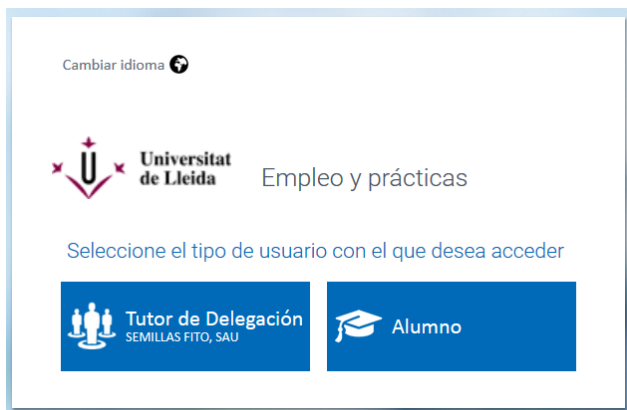 Cambiar idioma
Universitat
de Lleida
Empleo y prácticas
Seleccione el tipo de usuario con el que desea acceder
Tutor de Delegación
SEMILLAS FITO, SAU
Alumno